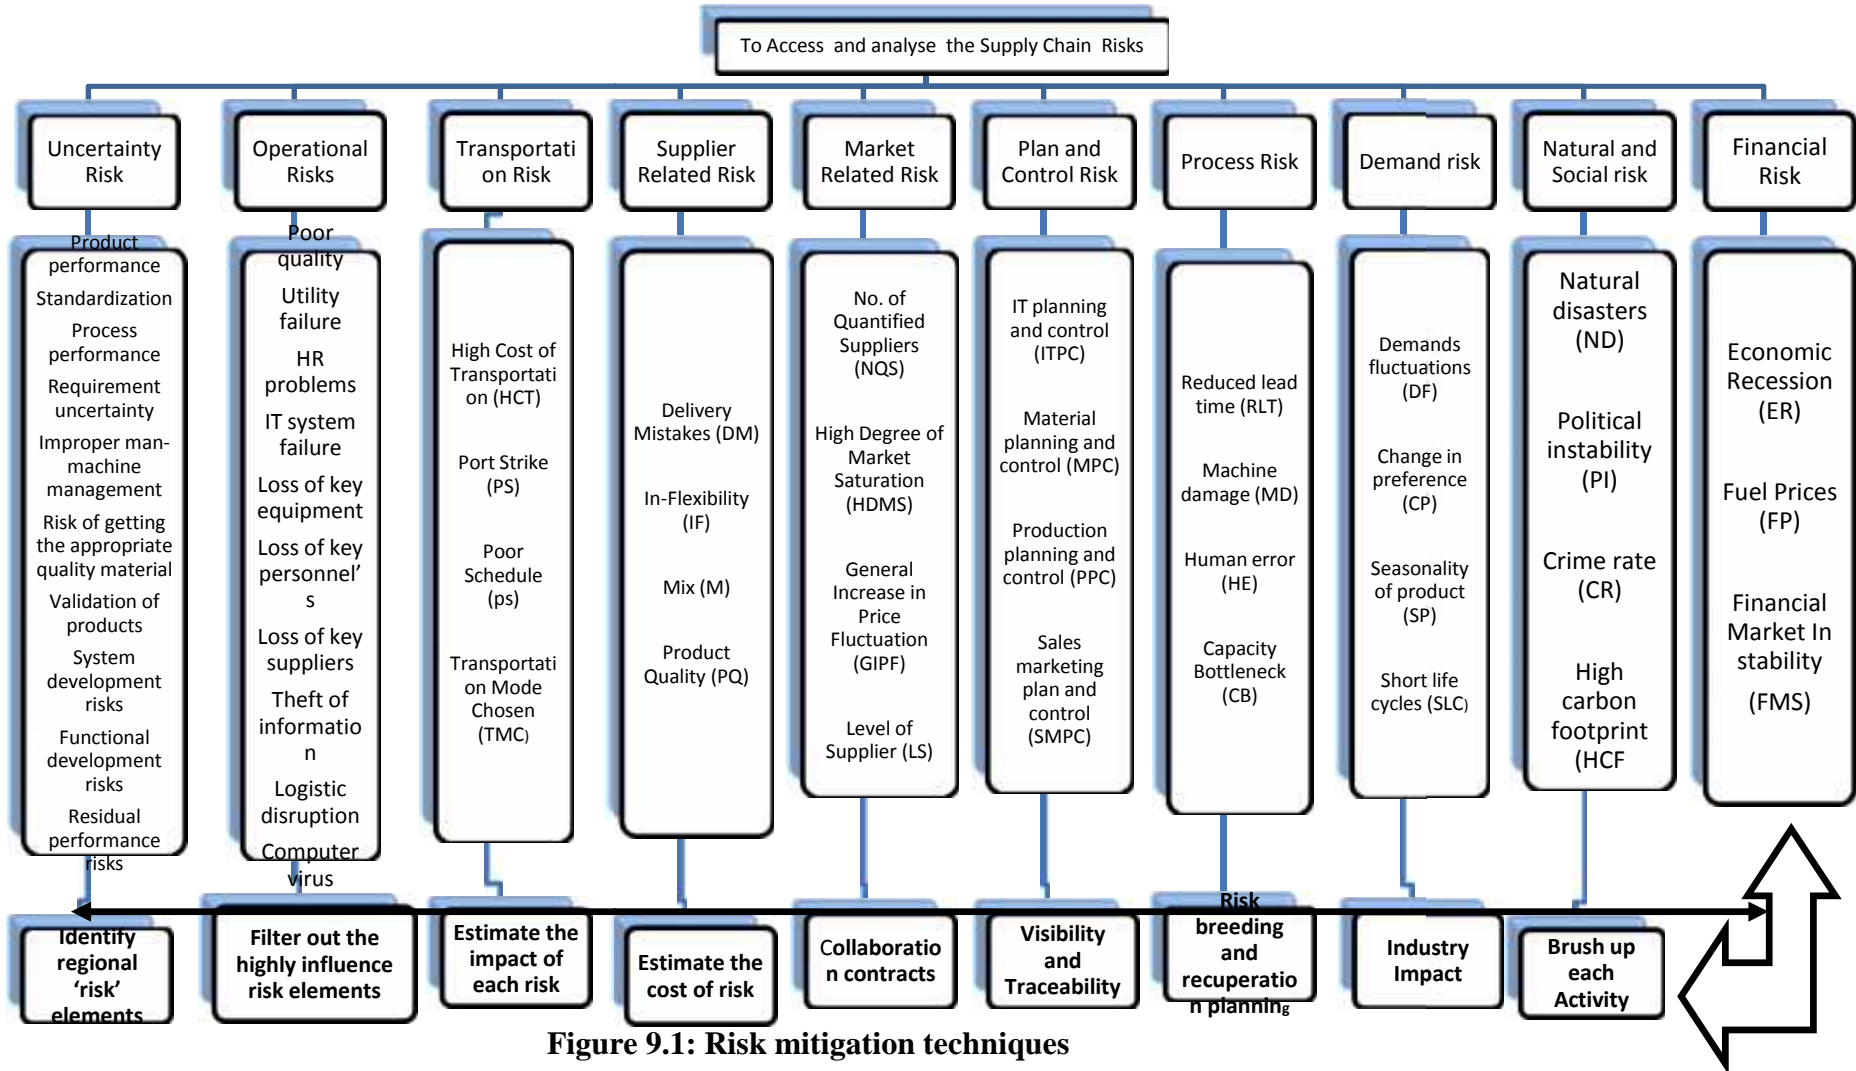 To Access and analyse the Supply Chain Risks
Uncertainty
Risk
Operational
Risks
Transportati
on Risk
Supplier
Related Risk
Market
Related Risk
Plan and
Control Risk
Process Risk
Demand risk
Natural and
Social risk
Financial
Risk
Product
performance
Standardization
Process
performance
Requirement
uncertainty
Improper man-
machine
management
Risk of getting
the appropriate
quality material
Validation of
products
System
development
risks
Functional
development
risks
Residual
performance
risks
Poor
quality
Utility
failure
HR
problems
IT system
failure
Loss of key
equipment
Loss of key
personnel’
s
Loss of key
suppliers
Theft of
informatio
n
Logistic
disruption
Computer
virus
High Cost of
Transportati
on (HCT)
Port Strike
(PS)
Poor
Schedule
(ps)
Transportati
on Mode
Chosen
(TMC)
Delivery
Mistakes (DM)
In-Flexibility
(IF)
Mix (M)
Product
Quality (PQ)
No. of
Quantified
Suppliers
(NQS)
High Degree of
Market
Saturation
(HDMS)
General
Increase in
Price
Fluctuation
(GIPF)
Level of
Supplier (LS)
IT planning
and control
(ITPC)
Material
planning and
control (MPC)
Production
planning and
control (PPC)
Sales
marketing
plan and
control
(SMPC)
Reduced lead
time (RLT)
Machine
damage (MD)
Human error
(HE)
Capacity
Bottleneck
(CB)
Demands
fluctuations
(DF)
Change in
preference
(CP)
Seasonality
of product
(SP)
Short life
cycles (SLC)
Natural
disasters
(ND)
Political
instability
(PI)
Crime rate
(CR)
High
carbon
footprint
(HCF
Economic
Recession
(ER)
Fuel Prices
(FP)
Financial
Market In
stability
(FMS)
Identify
regional
‘risk’
elements
Filter out the
highly influence
risk elements
Estimate the
impact of
each risk
Estimate the
cost of risk
Collaboratio
n contracts
Visibility
and
Traceability
Risk
breeding
and
recuperatio
n planning
Industry
Impact
Brush up
each
Activity
Figure 9.1: Risk mitigation techniques